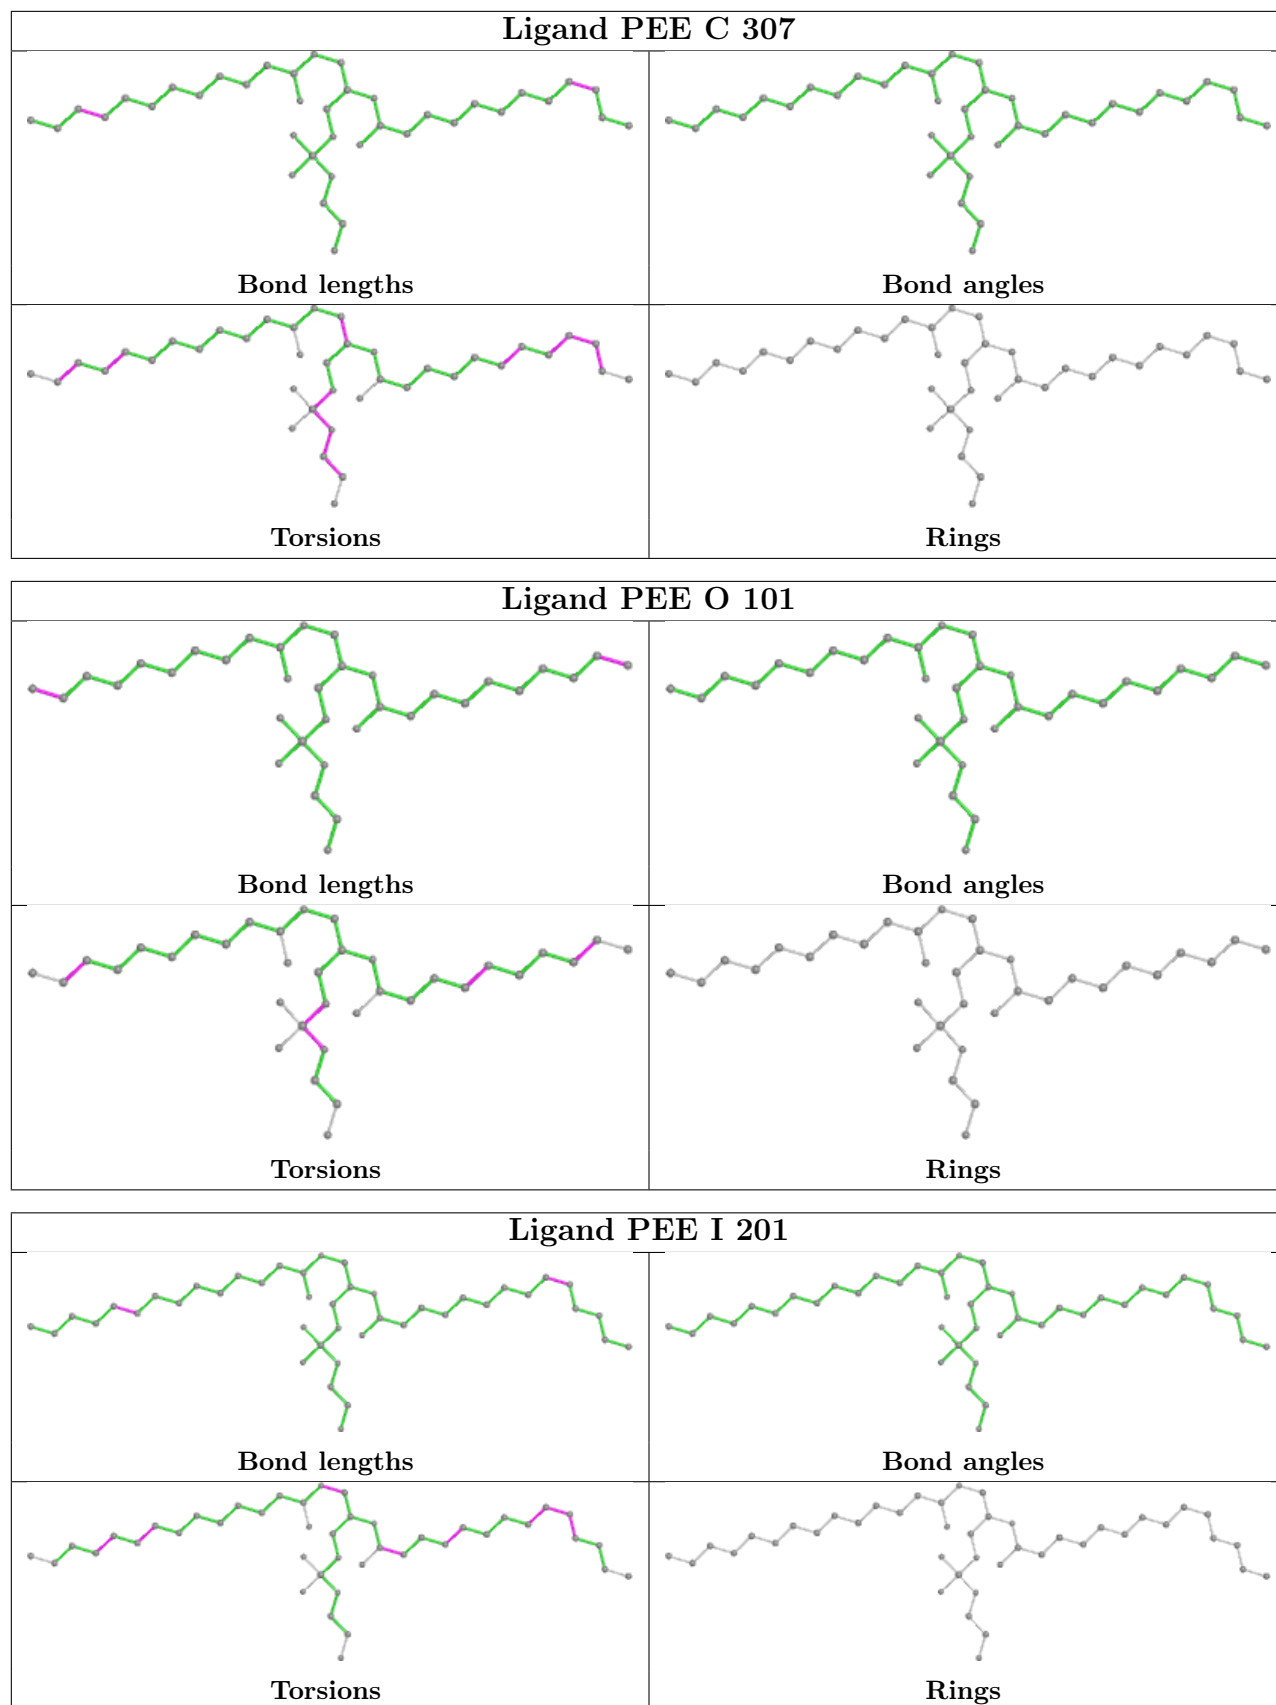 Ligand PEE C 307
Bond lengths
Bond angles
Torsions
Rings
Ligand PEE O 101
Bond lengths
Bond angles
Torsions
Rings
Ligand PEE I 201
Bond lengths
Bond angles
Torsions
Rings